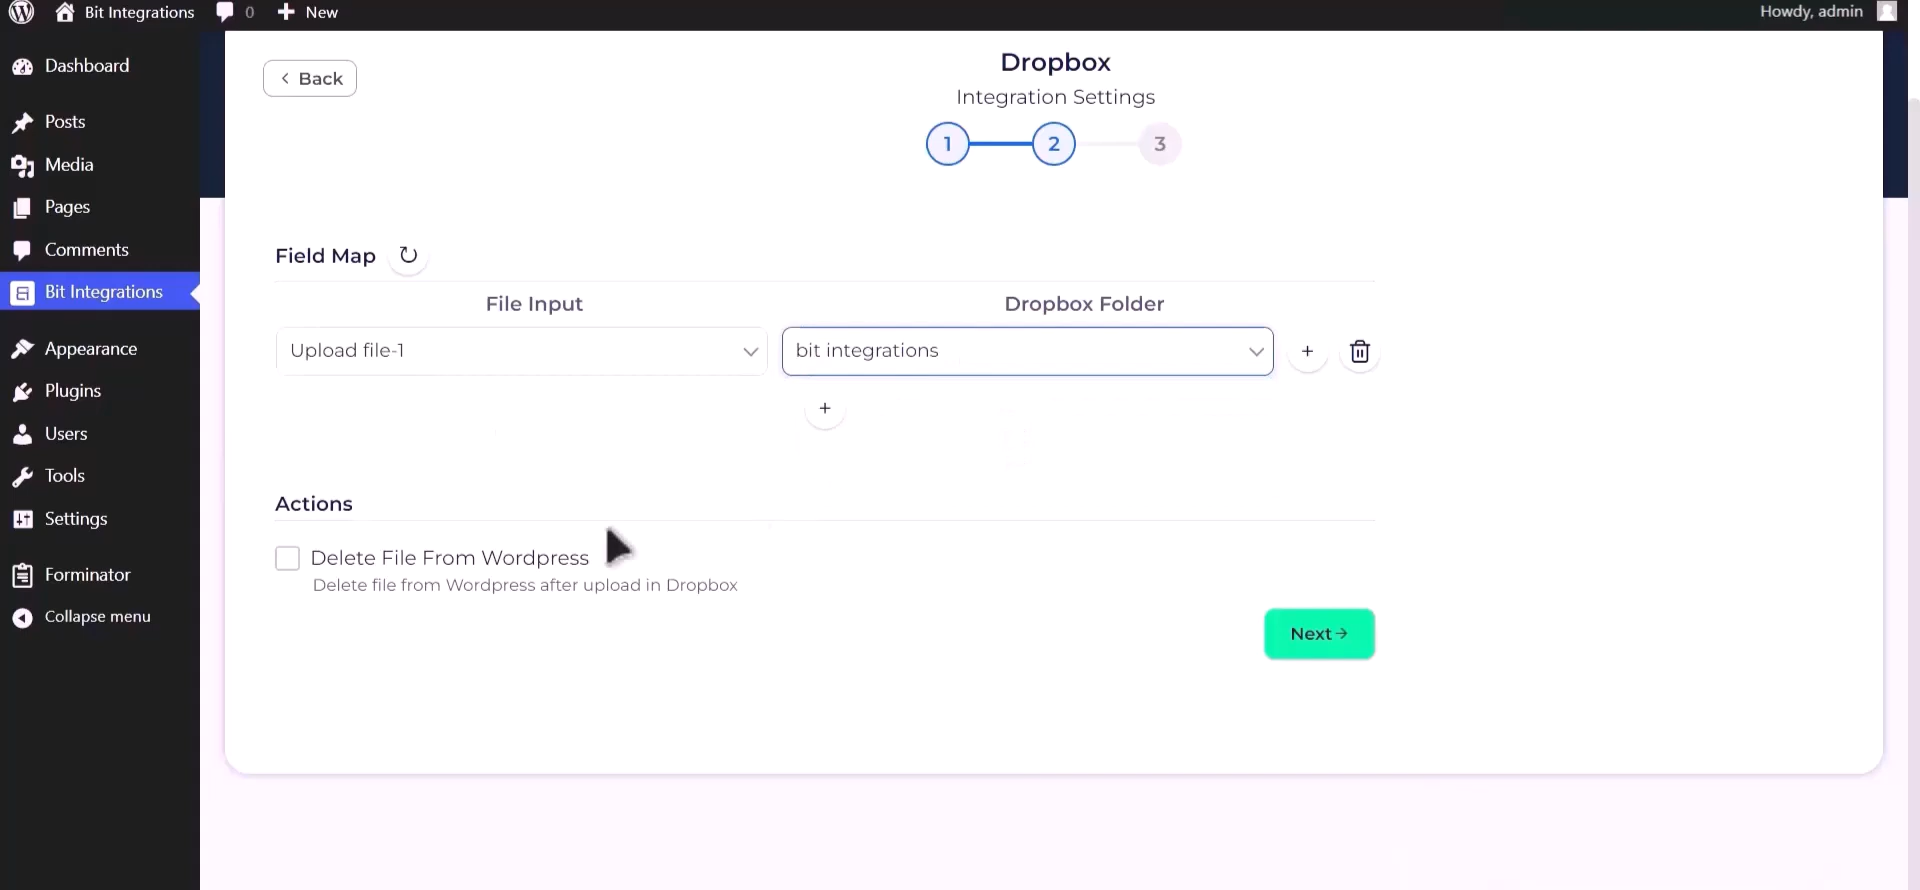 Bit Integrations 0 New Howdy, admin
Dashboard
Posts
Media
Pages
Comments
Bit Integrations
Appearance
Plugins
Users
Tools
Settings
Forminator
Collapse menu
Back
Dropbox
Integration Settings
1 2 3
Field Map
File Input Dropbox Folder
Upload file-1 bit integrations
Actions
Delete File From Wordpress
Delete file from Wordpress after upload in Dropbox
Next